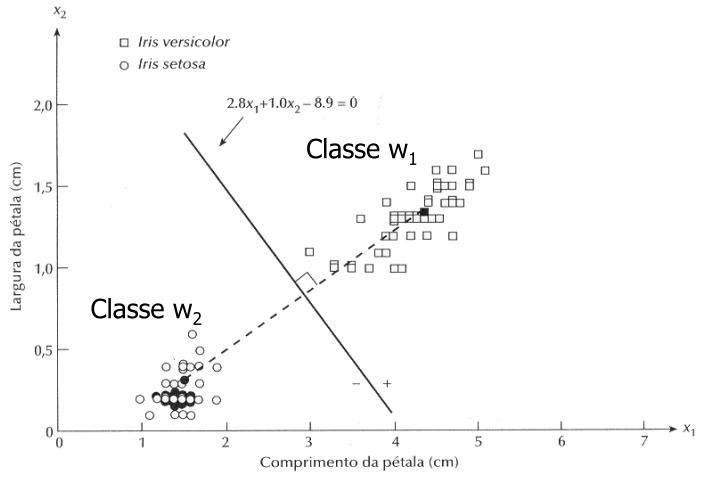 x2
Iris versicolor
Iris setosa
2,0
2.8x1+1.0x2 – 8.9 = 0
Classe w1
1,5
Largura da pétala (cm)
1,0
Classe w2
0,5
– +
0
0 1 2 3 4 5 6 7 x1
Comprimento da pétala (cm)